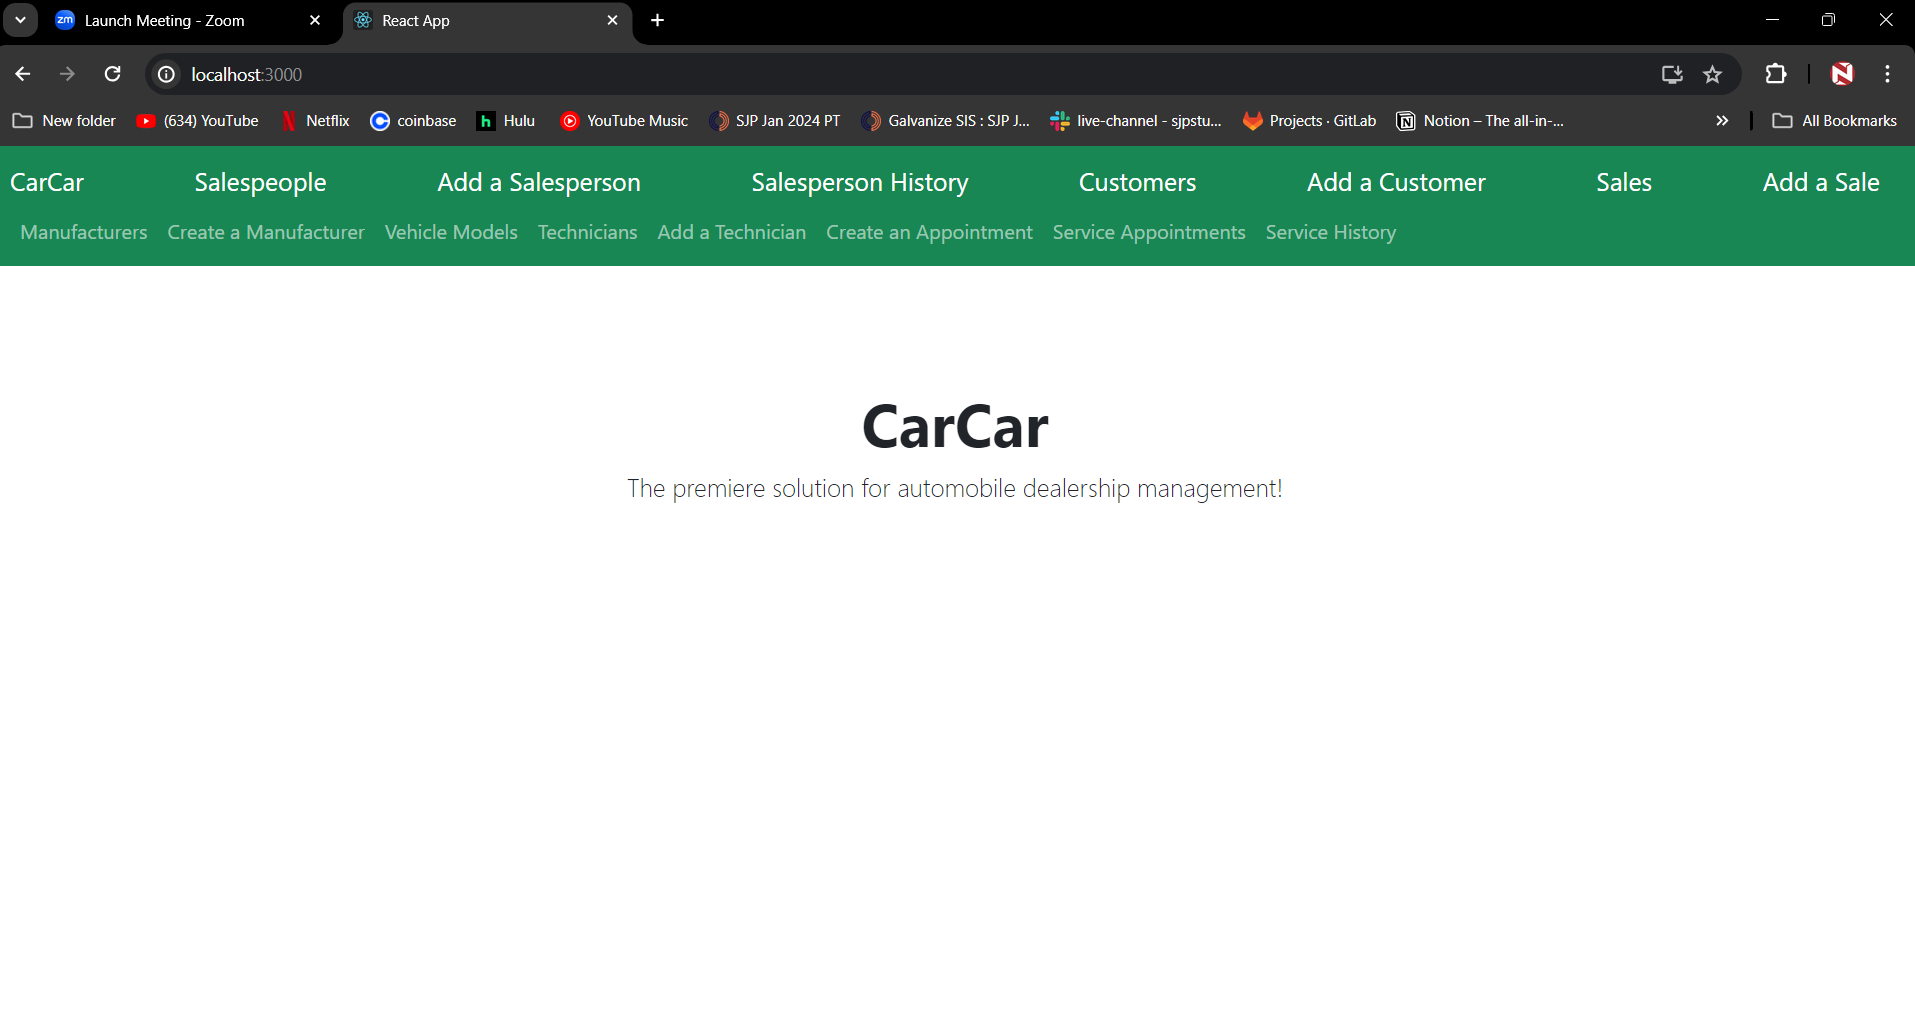 Launch Meeting - Zoom React App
localhost:3000
New folder (634) YouTube Netflix coinbase Hulu YouTube Music SJP Jan 2024 PT Galvanize SIS : SJP J... live-channel - sjpstu... Projects · GitLab Notion – The all-in-... All Bookmarks
CarCar Salespeople Add a Salesperson Salesperson History Customers Add a Customer Sales Add a Sale
Manufacturers Create a Manufacturer Vehicle Models Technicians Add a Technician Create an Appointment Service Appointments Service History
CarCar
The premiere solution for automobile dealership management!